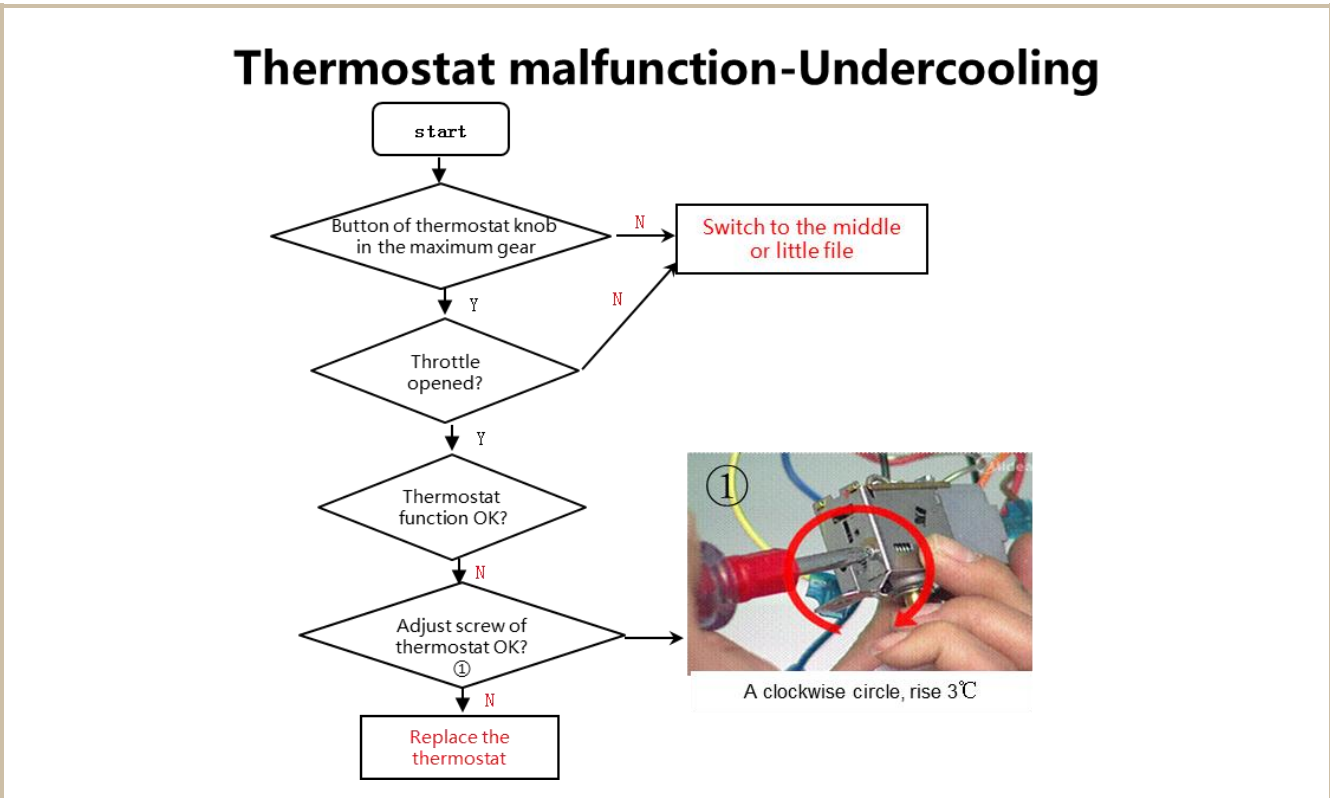 Thermostat malfunction-Undercooling
start
Button of thermostat knob
in the maximum gear
N
Switch to the middle
or little file
Y
N
Throttle
opened?
Y
Thermostat
function OK?
①
Midea
N
Adjust screw of
thermostat OK?
①
A clockwise circle, rise 3℃
N
Replace the
thermostat